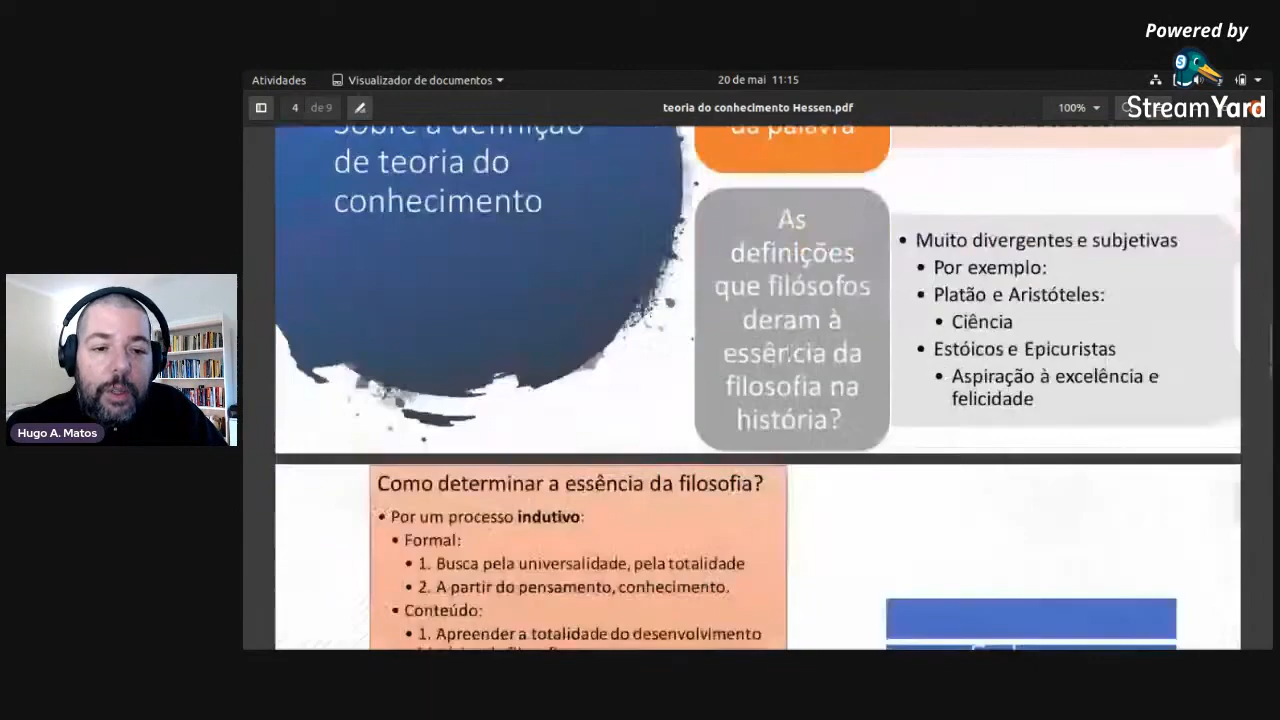 Powered by
StreamYard
Atividades
Visualizador de documentos
20 de mai 11:15
4 de 9
teoria do conhecimento Hessen.pdf
100%
Sobre a definição
de teoria do
conhecimento
da palavra
As
definições
que filósofos
deram à
essência da
filosofia na
história?
• Muito divergentes e subjetivas
• Por exemplo:
• Platão e Aristóteles:
• Ciência
• Estóicos e Epicuristas
• Aspiração à excelência e
felicidade
Hugo A. Matos
Como determinar a essência da filosofia?
• Por um processo indutivo:
• Formal:
• 1. Busca pela universalidade, pela totalidade
• 2. A partir do pensamento, conhecimento.
• Conteúdo:
• 1. Apreender a totalidade do desenvolvimento